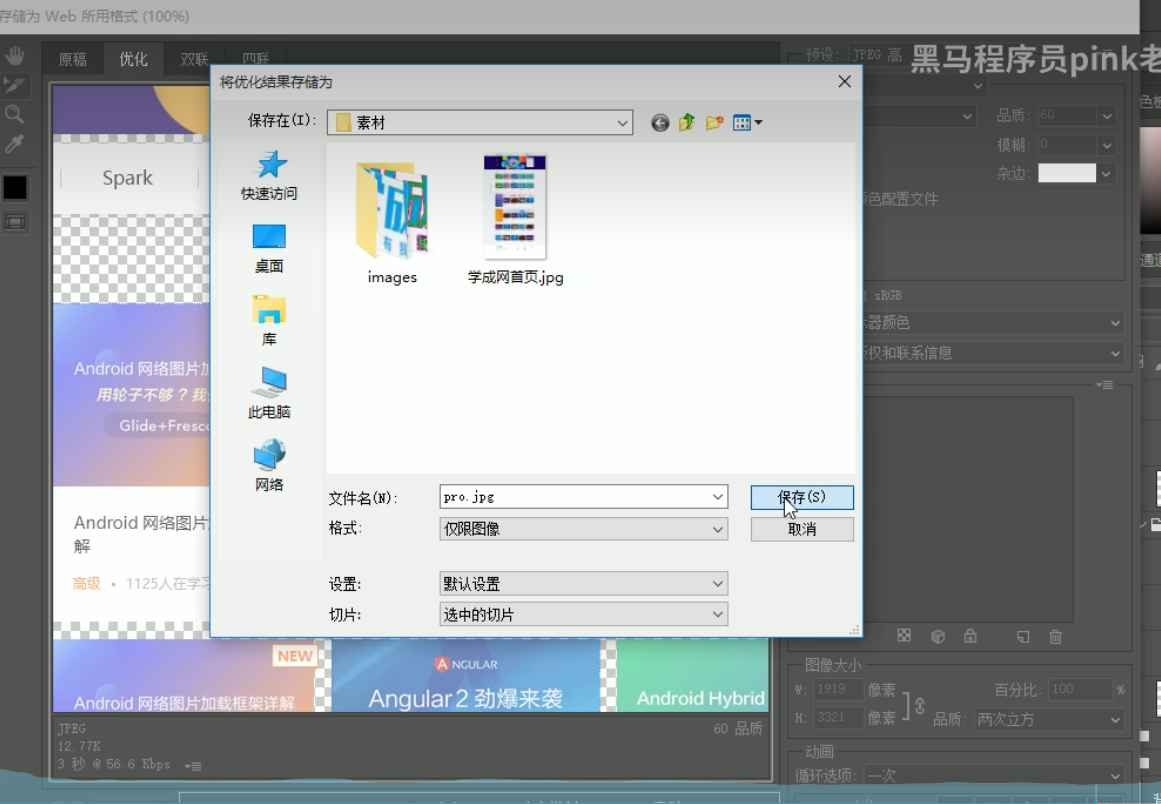 存储为 Web 所用格式 (100%)
原稿
优化
双联
四联
预设:
JPEG 高
黑马程序员pink老
将优化结果存储为
保存在(I):
素材
快速访问
桌面
库
此电脑
网络
images
学成网首页.jpg
文件名(N):
pro.jpg
保存(S)
格式:
仅限图像
取消
设置:
默认设置
切片:
选中的切片
Spark
Android 网络图片加
用轮子不够？我
Glide+Fresco
Android 网络图片
解
高级 • 1125人在学习
NEW
Android 网络图片加载框架详解
ANGULAR
Angular 2 劲爆来袭
Android Hybrid
品质: 60
模糊: 0
杂边:
颜色配置文件
sRGB
器颜色
版权和联系信息
图像大小
W: 1919 像素
百分比: 100 %
H: 3321 像素
品质: 两次立方
动画
循环选项: 一次
JPEG
60 品质
12.77K
3 秒 @ 56.6 Kbps